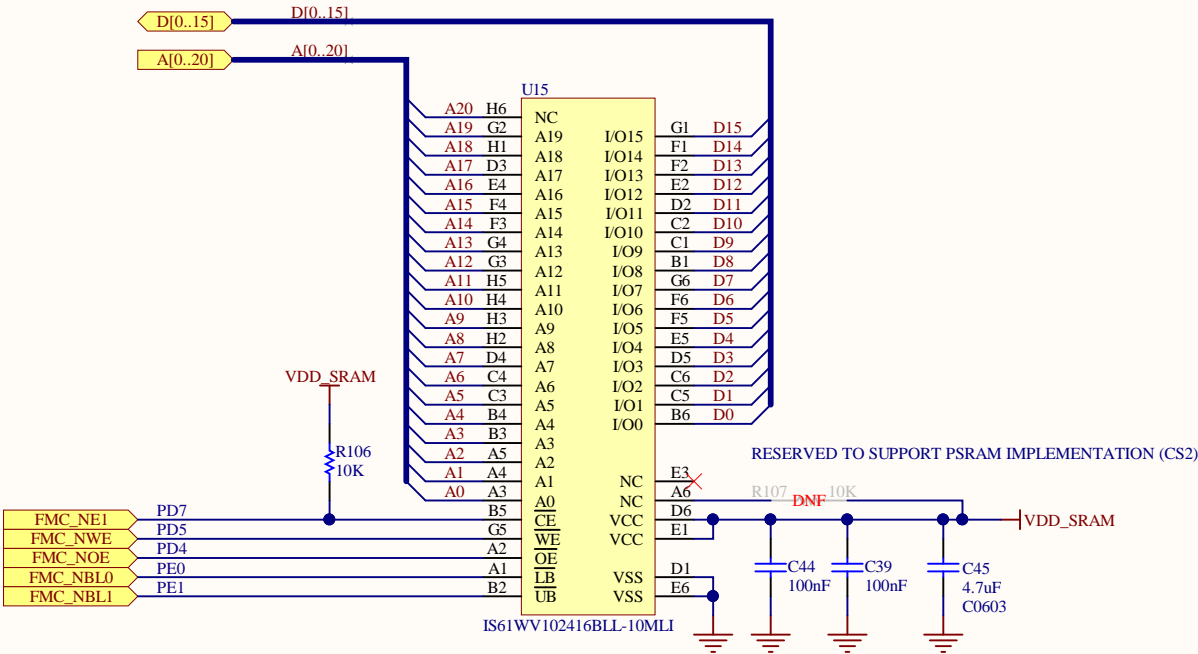 D[0..15] D[0..15]
A[0..20] A[0..20]
U15
A20 H6 NC
A19 G2 A19 I/O15 G1 D15
A18 H1 A18 I/O14 F1 D14
A17 D3 A17 I/O13 F2 D13
A16 E4 A16 I/O12 E2 D12
A15 F4 A15 I/O11 D2 D11
A14 F3 A14 I/O10 C2 D10
A13 G4 A13 I/O9 C1 D9
A12 G3 A12 I/O8 B1 D8
A11 H5 A11 I/O7 G6 D7
A10 H4 A10 I/O6 F6 D6
A9 H3 A9 I/O5 F5 D5
A8 H2 A8 I/O4 E5 D4
A7 D4 A7 I/O3 D5 D3
A6 C4 A6 I/O2 C6 D2
A5 C3 A5 I/O1 C5 D1
A4 B4 A4 I/O0 B6 D0
A3 B3 A3
A2 A5 A2
A1 A4 A1 NC E3
A0 A3 A0 NC A6
VDD_SRAM
R106
10K
RESERVED TO SUPPORT PSRAM IMPLEMENTATION (CS2)
R107 DNF 10K
FMC_NE1 PD7 B5 CE VCC D6 VDD_SRAM
FMC_NWE PD5 G5 WE VCC E1
FMC_NOE PD4 A2 OE
FMC_NBL0 PE0 A1 LB VSS D1
FMC_NBL1 PE1 B2 UB VSS E6
C44
100nF
C39
100nF
C45
4.7uF
C0603
IS61WV102416BLL-10MLI